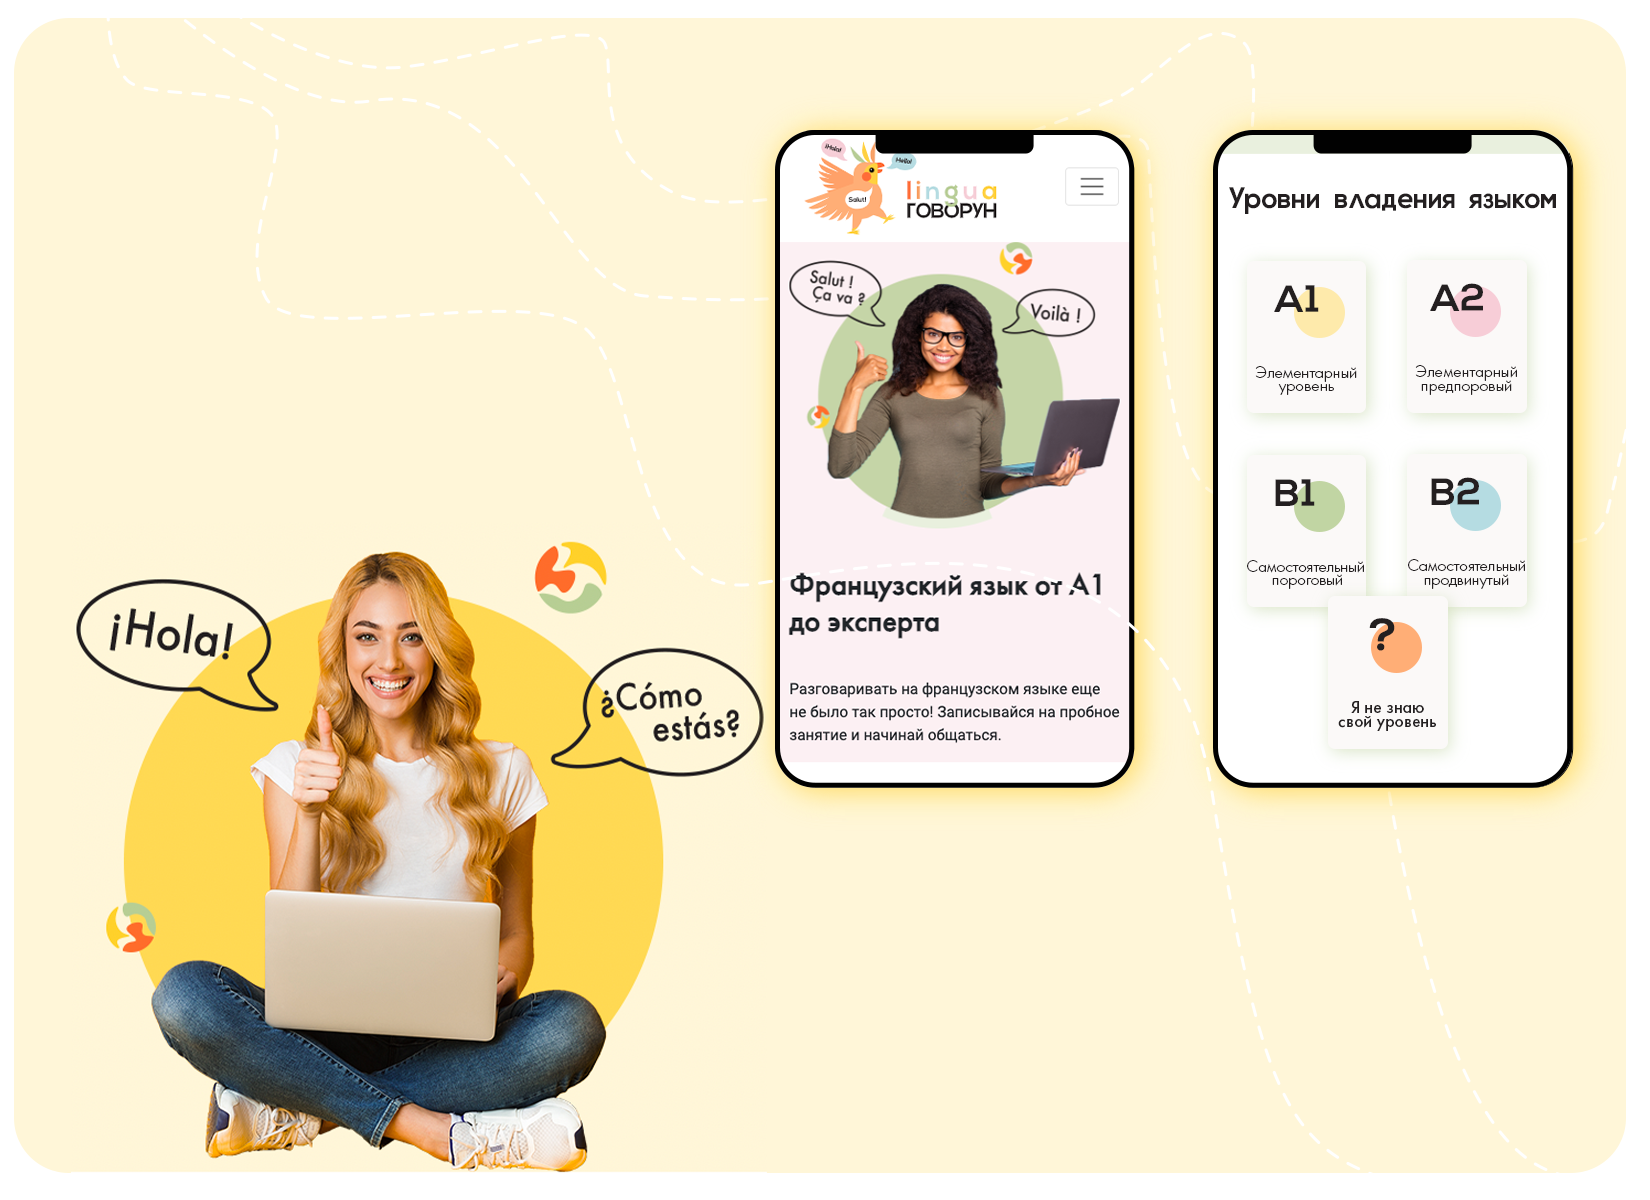 ¡Hola!
¿Cómo
estás?
¡Hola!
Hello!
Salut!
lingua
ГОВОРУН
Salut !
Ça va ?
Voilà !
Французский язык от А1
до эксперта
Разговаривать на французском языке еще
не было так просто! Записывайся на пробное
занятие и начинай общаться.
Уровни владения языком
A1
Элементарный
уровень
A2
Элементарный
предпоровый
B1
Самостоятельный
пороговый
B2
Самостоятельный
продвинутый
?
Я не знаю
свой уровень